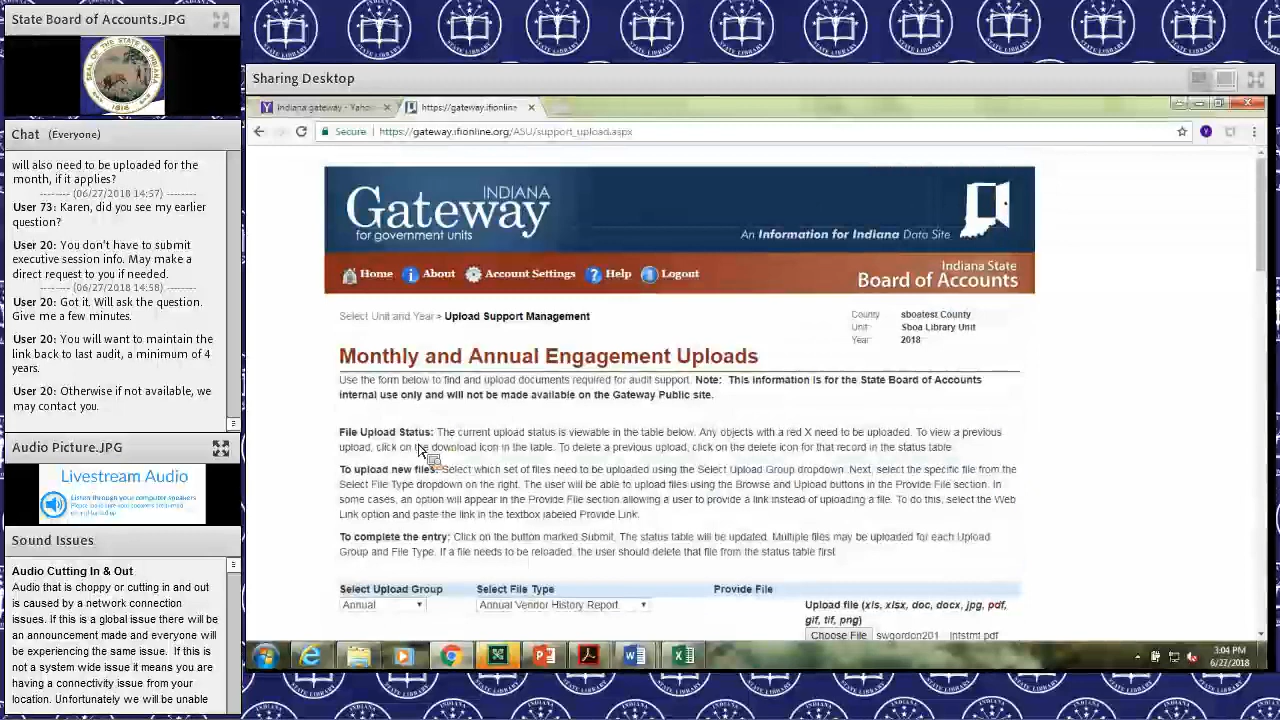 State Board of Accounts.JPG
1816
Chat (Everyone)
will also need to be uploaded for the
month, if it applies?
-------- (06/27/2018 14:57) --------
User 73: Karen, did you see my earlier
question?
User 20: You don't have to submit
executive session info. May make a
direct request to you if needed.
-------- (06/27/2018 14:58) --------
User 20: Got it. Will ask the question.
Give me a few minutes.
User 20: You will want to maintain the
link back to last audit, a minimum of 4
years.
User 20: Otherwise if not available, we
may contact you.
Audio Picture.JPG
Livestream Audio
Listen through your computer speakers
Sound Issues
Audio Cutting In & Out
Audio that is choppy or cutting in and out
is caused by a network connection
issues. If this is a global issue there will
be an announcement made and everyone
will be experiencing the same issue. If
this is not a system wide issue it means you are
having a connectivity issue from your
location. Unfortunately we will be unable
Sharing Desktop
Indiana gateway - Yahoo
https://gateway.ifionline
Secure https://gateway.ifionline.org/ASU/support_upload.aspx
INDIANA
Gateway
for government units
An Information for Indiana Data Site
Home About Account Settings Help Logout
Indiana State
Board of Accounts
Select Unit and Year > Upload Support Management
County sboatest County
Unit: Sboa Library Unit
Year: 2018
Monthly and Annual Engagement Uploads
Use the form below to find and upload documents required for audit support. Note: This information is for the State Board of Accounts
internal use only and will not be made available on the Gateway Public site.
File Upload Status: The current upload status is viewable in the table below. Any objects with a red X need to be uploaded. To view a previous
upload, click on the download icon in the table. To delete a previous upload, click on the delete icon for that record in the status table
To upload new files: Select which set of files need to be uploaded using the Select Upload Group dropdown. Next, select the specific file from the
Select File Type dropdown on the right. The user will be able to upload files using the Browse and Upload buttons in the Provide File section. In
some cases, an option will appear in the Provide File section allowing a user to provide a link instead of uploading a file. To do this, select the Web
Link option and paste the link in the textbox labeled Provide Link.
To complete the entry: Click on the button marked Submit. The status table will be updated. Multiple files may be uploaded for each Upload
Group and File Type. If a file needs to be reloaded, the user should delete that file from the status table first
Select Upload Group Select File Type Provide File
Annual Annual Vendor History Report
Upload file (xls, xlsx, doc, docx, jpg, pdf,
gif, tif, png)
Choose File swgordon201
3:04 PM
6/27/2018